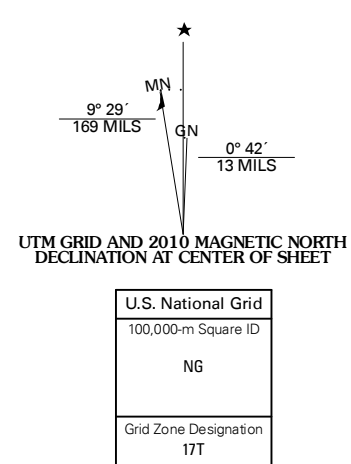 ★
MN
9° 29´
169 MILS
GN
0° 42´
13 MILS
UTM GRID AND 2010 MAGNETIC NORTH
DECLINATION AT CENTER OF SHEET
U.S. National Grid
100,000-m Square ID
NG
Grid Zone Designation
17T